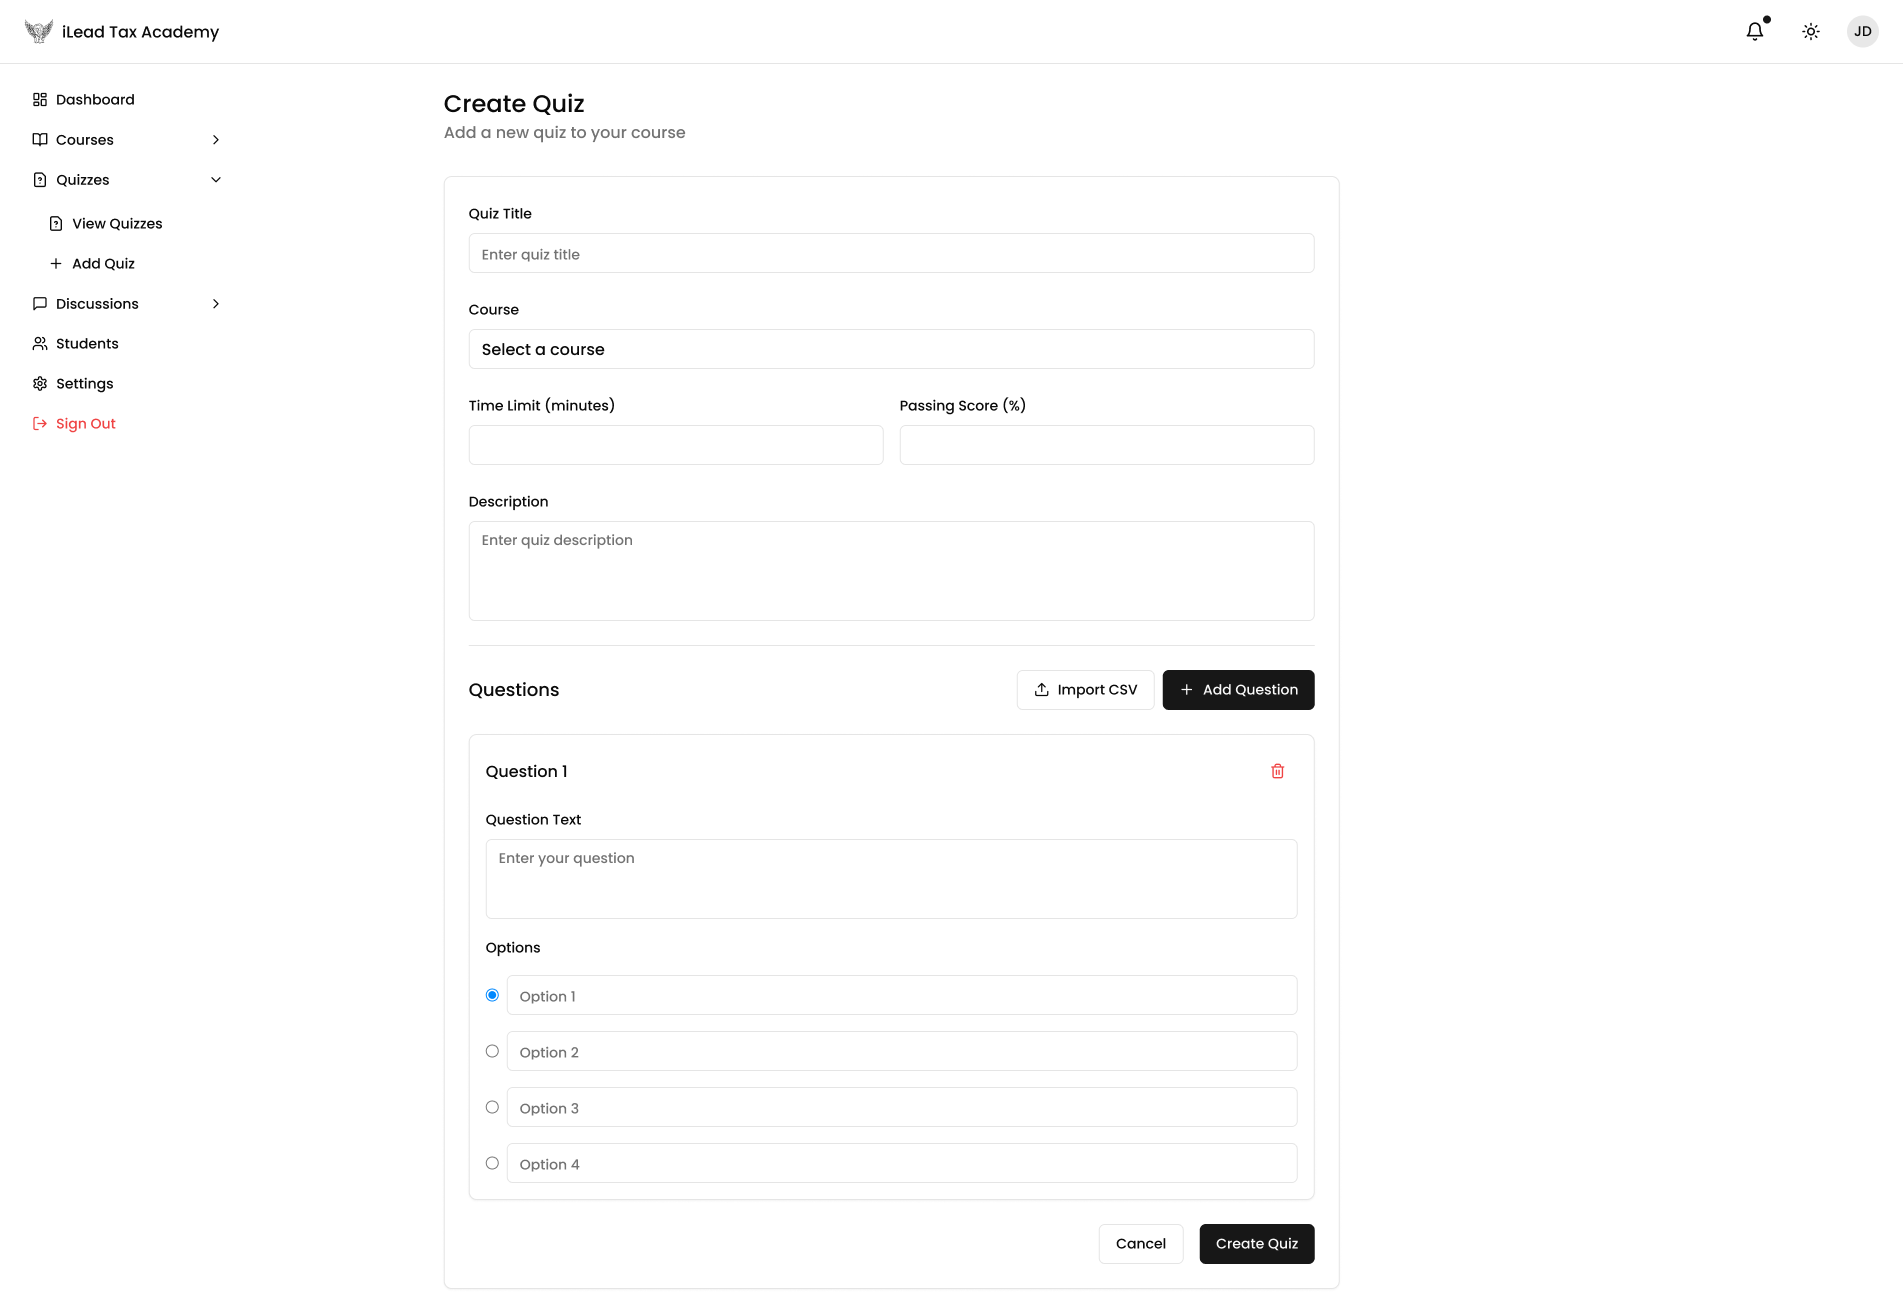 iLead Tax Academy
JD
Dashboard
Courses
Quizzes
View Quizzes
Add Quiz
Discussions
Students
Settings
Sign Out
Create Quiz
Add a new quiz to your course
Quiz Title
Enter quiz title
Course
Select a course
Time Limit (minutes)
Passing Score (%)
Description
Enter quiz description
Questions
Import CSV
Add Question
Question 1
Question Text
Enter your question
Options
Option 1
Option 2
Option 3
Option 4
Cancel
Create Quiz